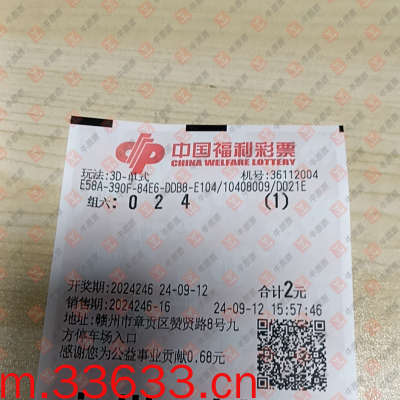 中国福利彩票
CHINA WELFARE LOTTERY
玩法:3D-单式 机号:36112004
E58A-390F-84E6-DDB8-E104/10408009/D021E
组六: 0 2 4 (1)
开奖期:2024246 24-09-12 合计2元
销售期:2024246-16 24-09-12 15:57:46
地址:赣州市章贡区赞贤路8号九
方停车场入口
感谢您为公益事业贡献0.68元
m.33633.cn